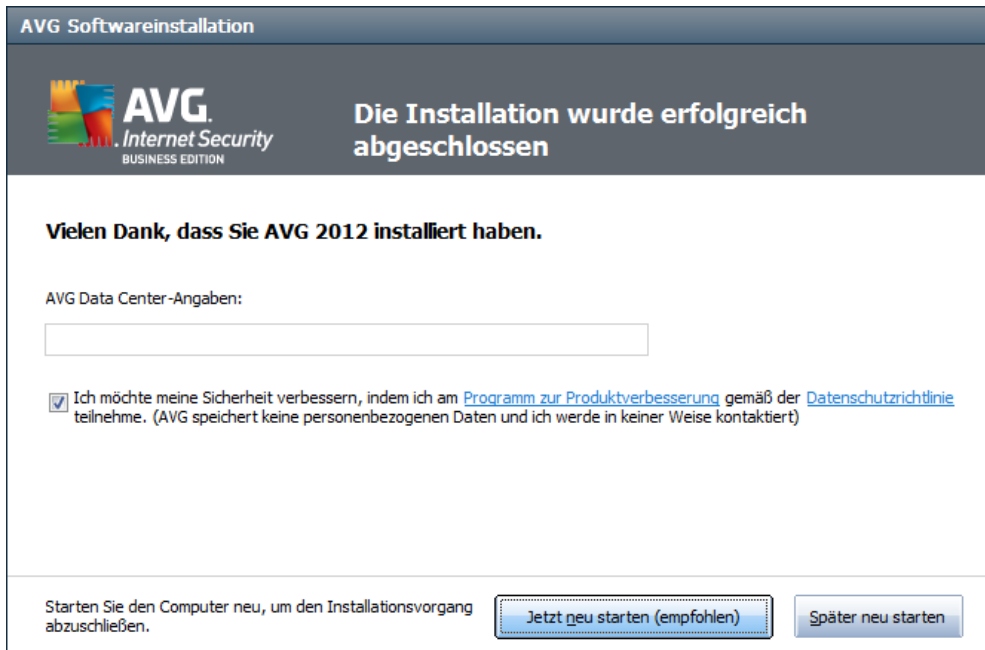 AVG Softwareinstallation
AVG.
Internet Security
BUSINESS EDITION
Die Installation wurde erfolgreich
abgeschlossen
Vielen Dank, dass Sie AVG 2012 installiert haben.
AVG Data Center-Angaben:
Ich möchte meine Sicherheit verbessern, indem ich am Programm zur Produktverbesserung gemäß der Datenschutzrichtlinie
teilnehme. (AVG speichert keine personenbezogenen Daten und ich werde in keiner Weise kontaktiert)
Starten Sie den Computer neu, um den Installationsvorgang
abzuschließen.
Jetzt neu starten (empfohlen)
Später neu starten